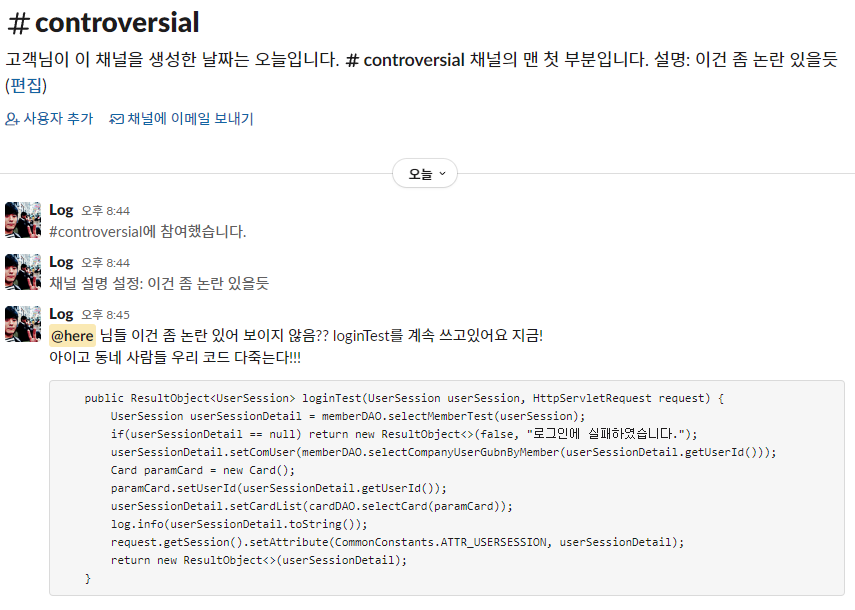 # controversial
고객님이 이 채널을 생성한 날짜는 오늘입니다. # controversial 채널의 맨 첫 부분입니다. 설명: 이건 좀 논란 있을듯
(편집)
사용자 추가 채널에 이메일 보내기
오늘
Log 오후 8:44
#controversial에 참여했습니다.
Log 오후 8:44
채널 설명 설정: 이건 좀 논란 있을듯
Log 오후 8:45
@here 님들 이건 좀 논란 있어 보이지 않음?? loginTest를 계속 쓰고있어요 지금!
아이고 동네 사람들 우리 코드 다죽는다!!!
public ResultObject<UserSession> loginTest(UserSession userSession, HttpServletRequest request) {
UserSession userSessionDetail = memberDAO.selectMemberTest(userSession);
if(userSessionDetail == null) return new ResultObject<>(false, "로그인에 실패하였습니다.");
userSessionDetail.setComUser(memberDAO.selectCompanyUserGubnByMember(userSessionDetail.getUserId()));
Card paramCard = new Card();
paramCard.setUserId(userSessionDetail.getUserId());
userSessionDetail.setCardList(cardDAO.selectCard(paramCard));
log.info(userSessionDetail.toString());
request.getSession().setAttribute(CommonConstants.ATTR_USERSESSION, userSessionDetail);
return new ResultObject<>(userSessionDetail);
}